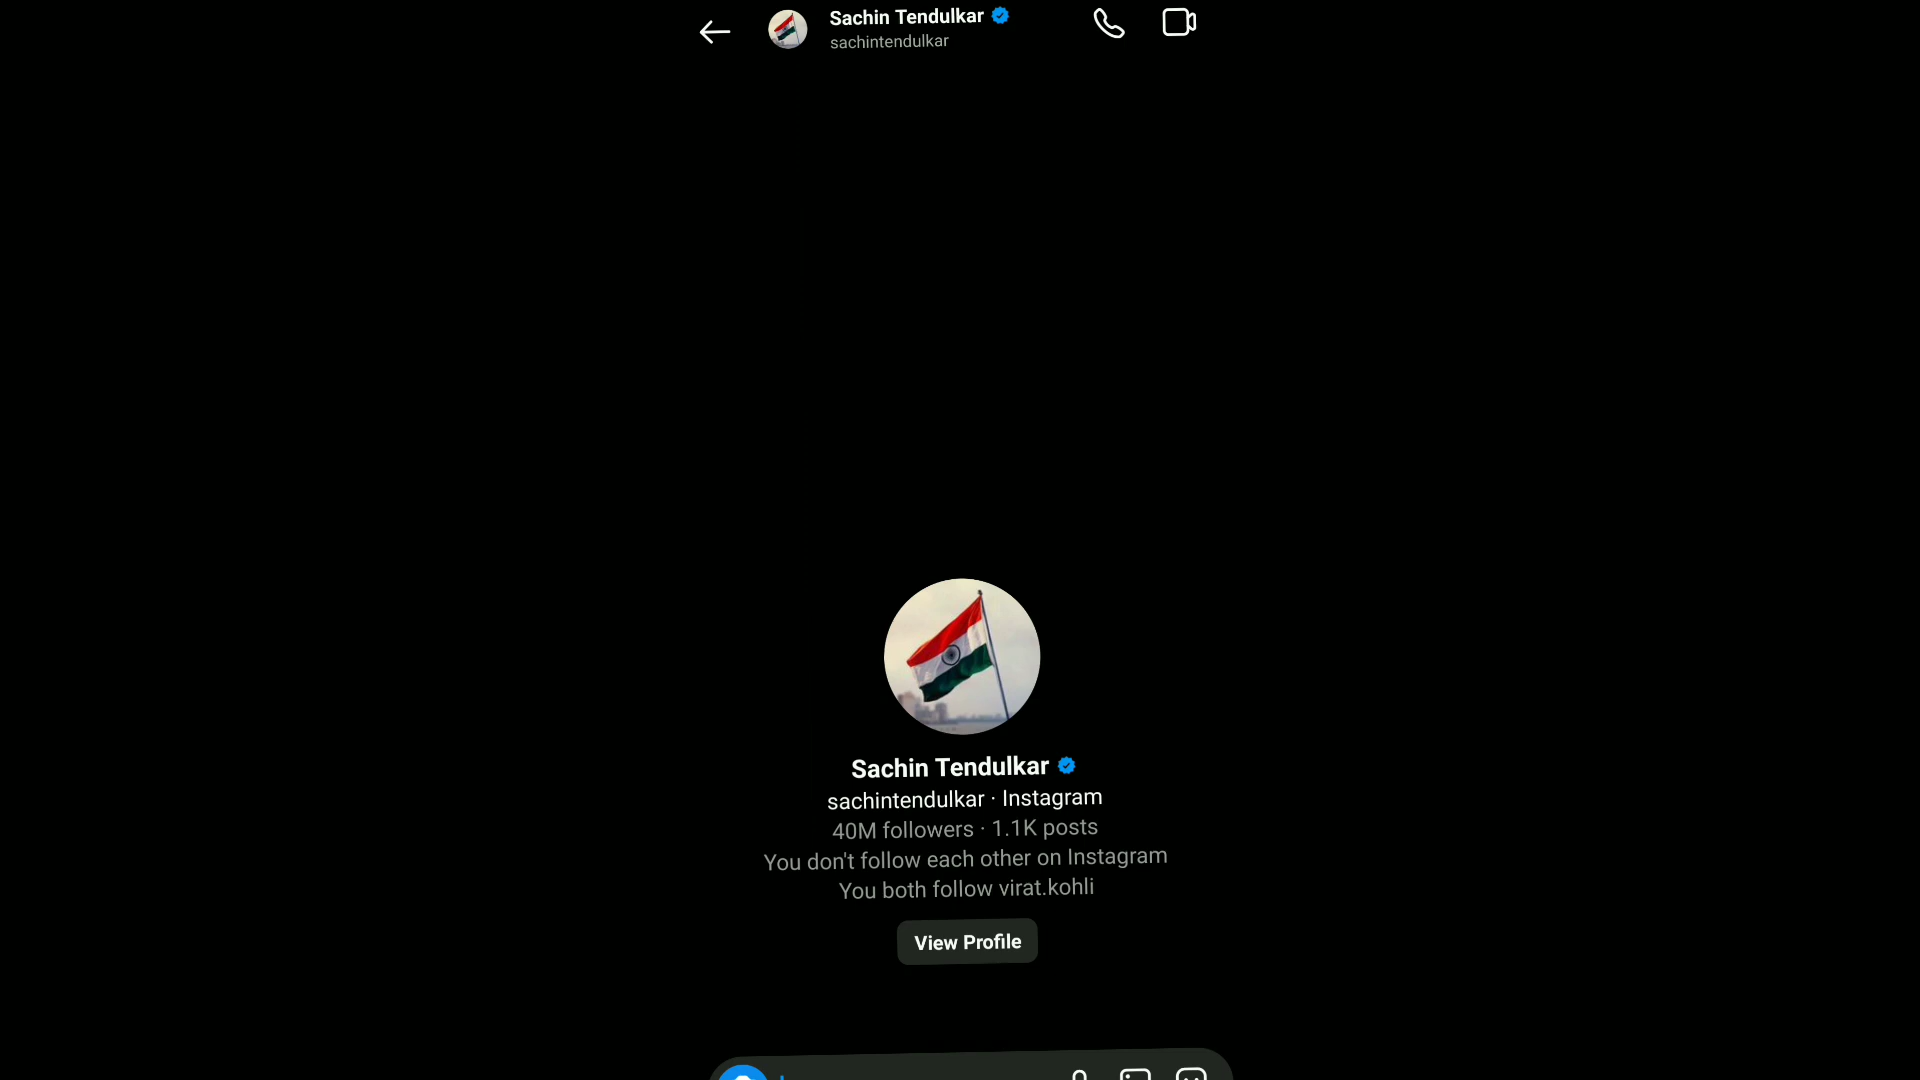 Sachin Tendulkar
sachintendulkar
Sachin Tendulkar
sachintendulkar · Instagram
40M followers · 1.1K posts
You don't follow each other on Instagram
You both follow virat.kohli
View Profile